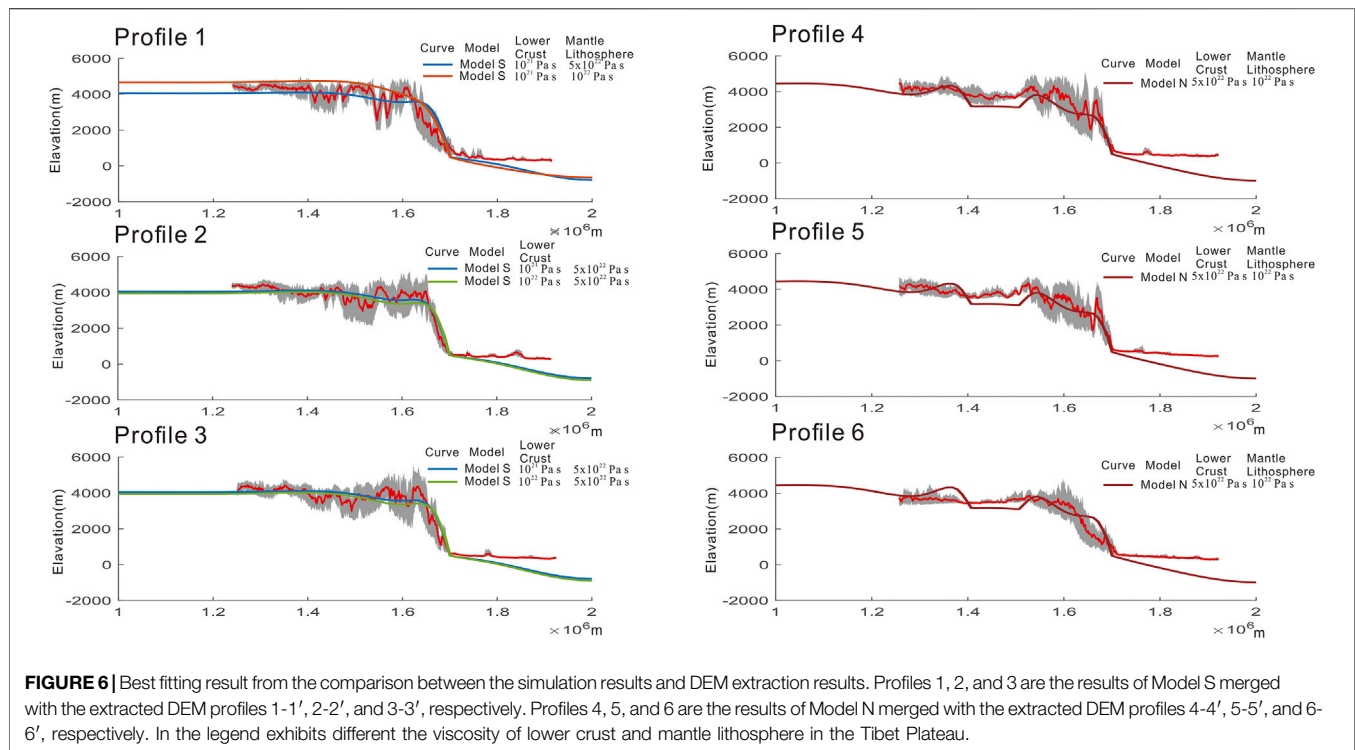 Profile 1
Curve Model Lower Crust Mantle Lithosphere
Model S 10²¹ Pa s 5x10²² Pa s
Model S 10²¹ Pa s 10²² Pa s
Elavation(m)
6000
4000
2000
0
-2000
1 1.2 1.4 1.6 1.8 2
× 10⁶ m
Profile 2
Curve Model Lower Crust
Model S 10²¹ Pa s 5x10²² Pa s
Model S 10²² Pa s 5x10²² Pa s
Elavation(m)
6000
4000
2000
0
-2000
1 1.2 1.4 1.6 1.8 2
× 10⁶ m
Profile 3
Curve Model Lower Crust
Model S 10²¹ Pa s 5x10²² Pa s
Model S 10²² Pa s 5x10²² Pa s
Elavation(m)
6000
4000
2000
0
-2000
1 1.2 1.4 1.6 1.8 2
× 10⁶ m
Profile 4
Curve Model Lower Crust Mantle Lithosphere
Model N 5x10²² Pa s 10²² Pa s
Elavation(m)
6000
4000
2000
0
-2000
1 1.2 1.4 1.6 1.8 2
× 10⁶ m
Profile 5
Curve Model Lower Crust Mantle Lithosphere
Model N 5x10²² Pa s 10²² Pa s
Elavation(m)
6000
4000
2000
0
-2000
1 1.2 1.4 1.6 1.8 2
× 10⁶ m
Profile 6
Curve Model Lower Crust Mantle Lithosphere
Model N 5x10²² Pa s 10²² Pa s
Elavation(m)
6000
4000
2000
0
-2000
1 1.2 1.4 1.6 1.8 2
× 10⁶ m
FIGURE 6 | Best fitting result from the comparison between the simulation results and DEM extraction results. Profiles 1, 2, and 3 are the results of Model S merged
with the extracted DEM profiles 1-1′, 2-2′, and 3-3′, respectively. Profiles 4, 5, and 6 are the results of Model N merged with the extracted DEM profiles 4-4′, 5-5′, and 6-
6′, respectively. In the legend exhibits different the viscosity of lower crust and mantle lithosphere in the Tibet Plateau.